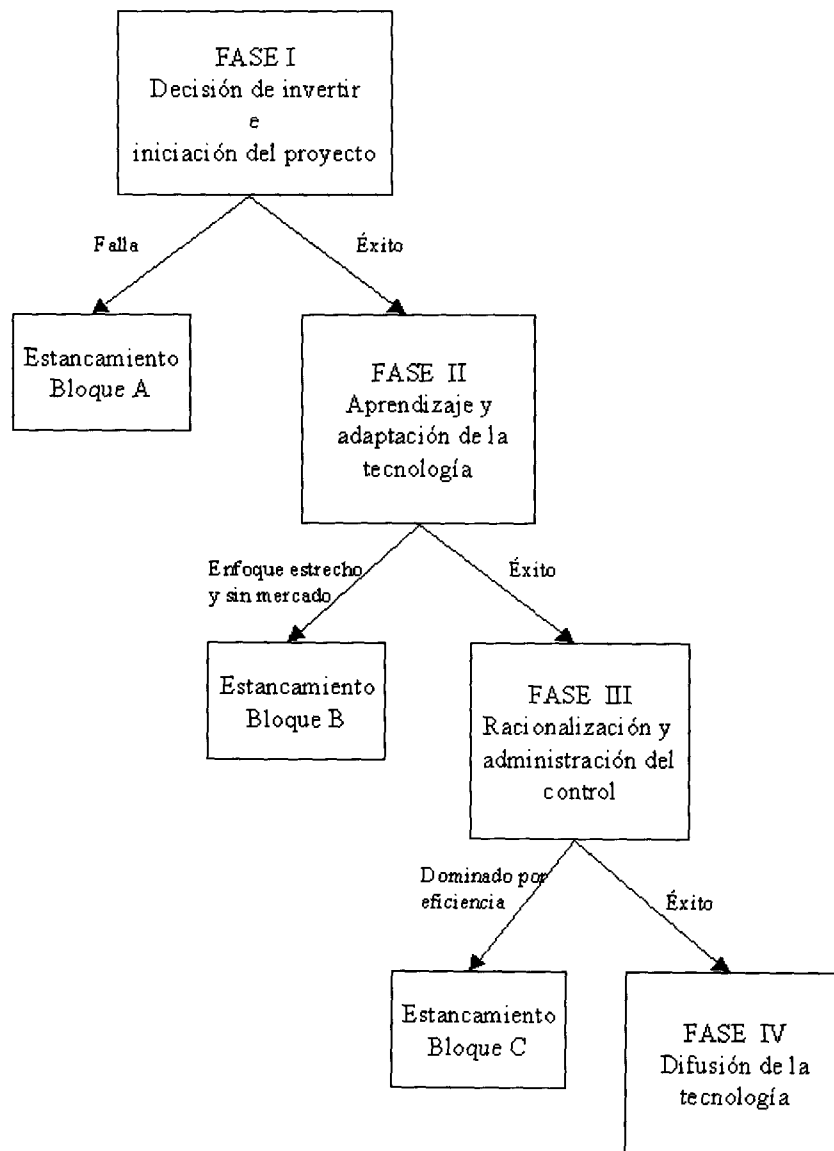 FASE I
Decisión de invertir
e
iniciación del proyecto
Falla
Éxito
Estancamiento
Bloque A
FASE II
Aprendizaje y
adaptación de la
tecnología
Enfoque estrecho
y sin mercado
Éxito
Estancamiento
Bloque B
FASE III
Racionalización y
administración del
control
Dominado por
eficiencia
Éxito
Estancamiento
Bloque C
FASE IV
Difusión de la
tecnología